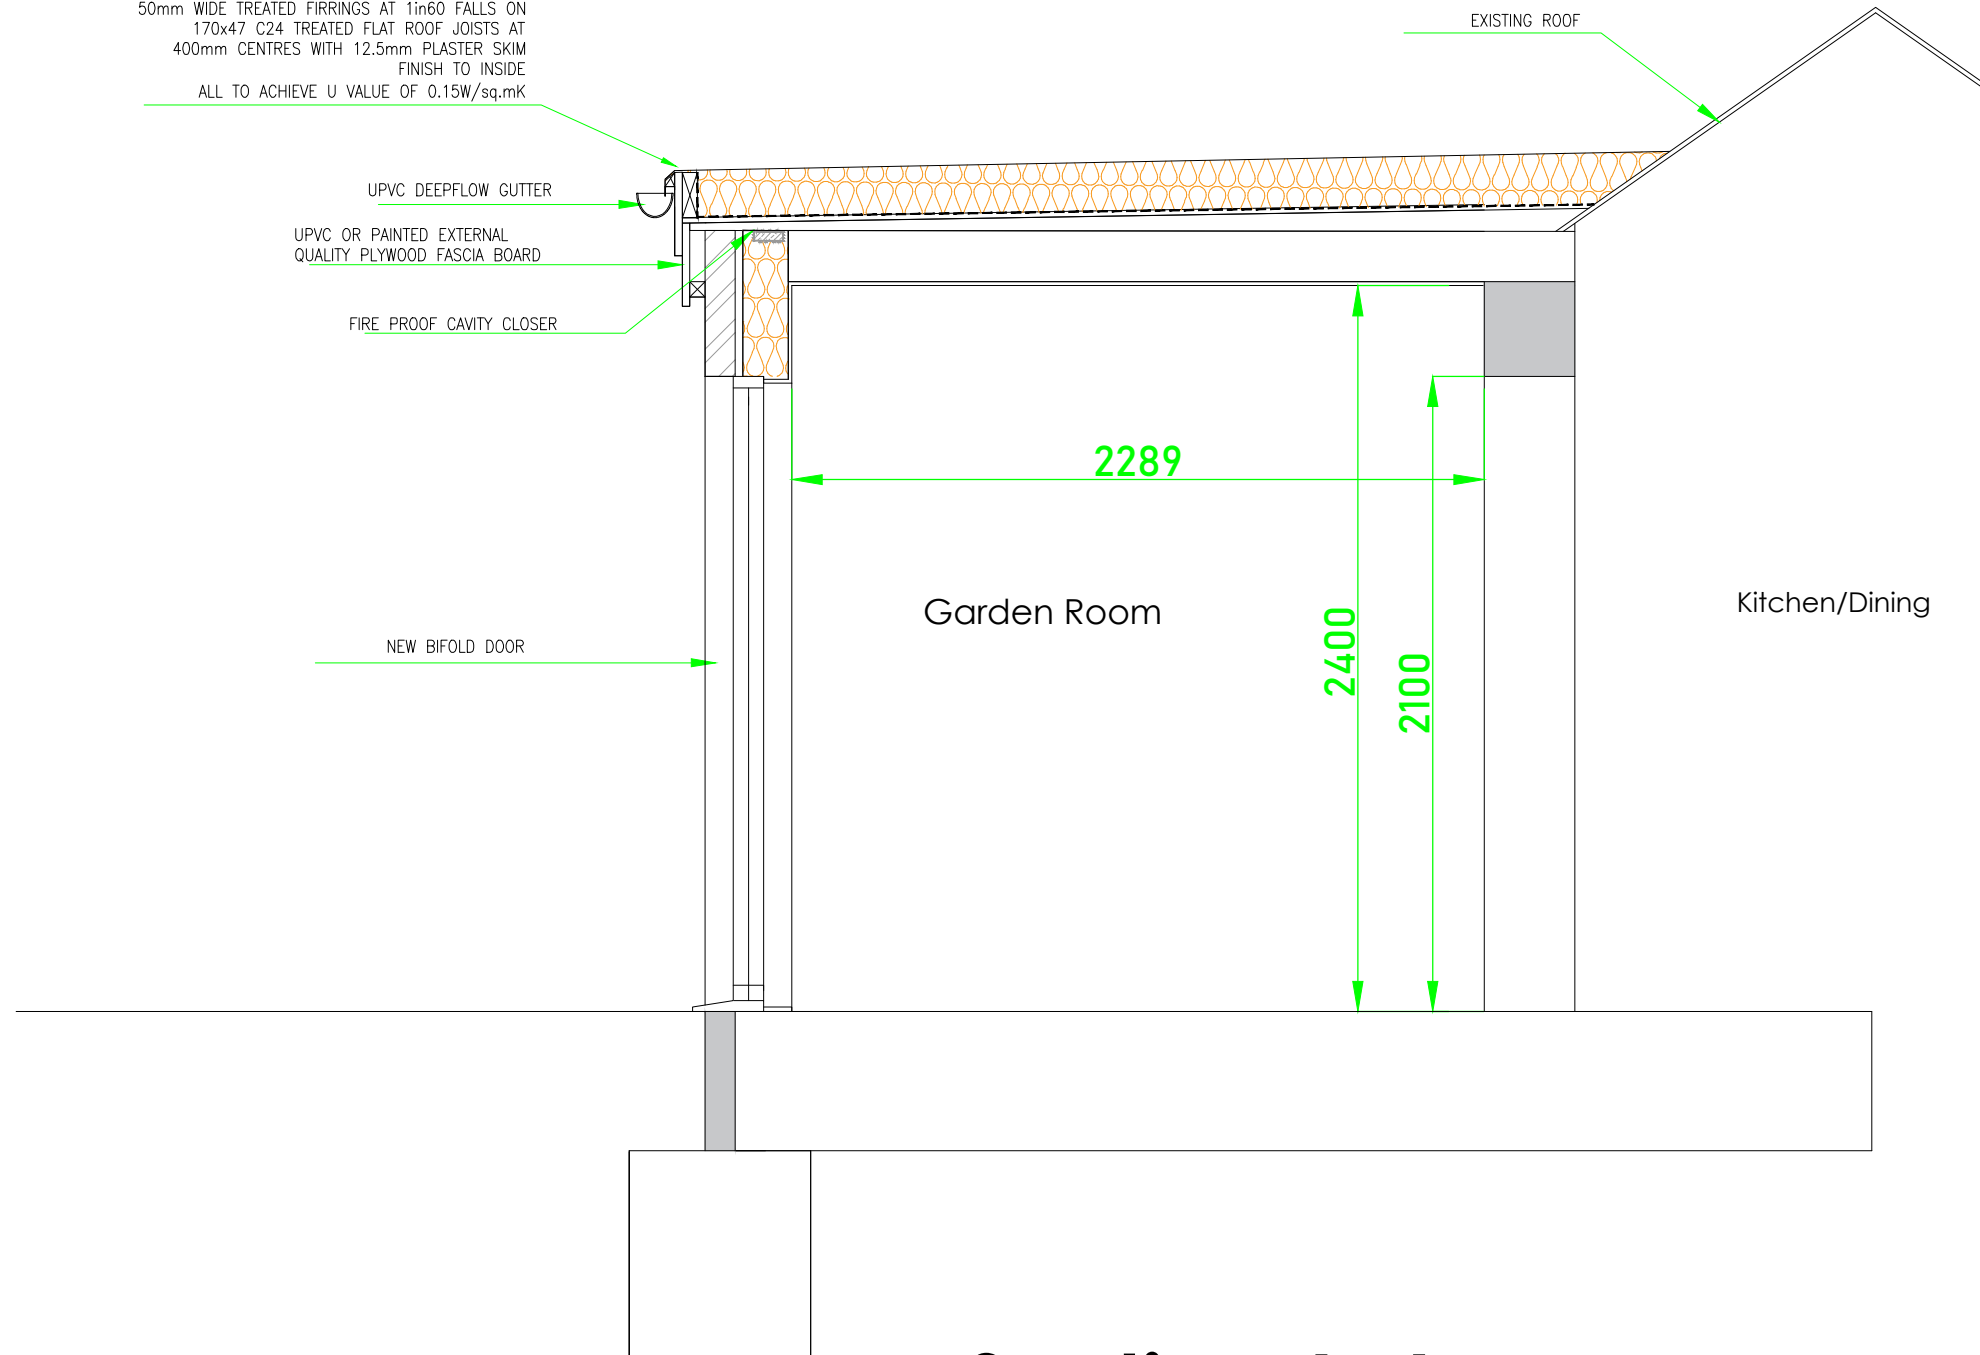 50mm WIDE TREATED FIRRINGS AT 1in60 FALLS ON
170x47 C24 TREATED FLAT ROOF JOISTS AT
400mm CENTRES WITH 12.5mm PLASTER SKIM
FINISH TO INSIDE
ALL TO ACHIEVE U VALUE OF 0.15W/sq.mK
EXISTING ROOF
UPVC DEEPFLOW GUTTER
UPVC OR PAINTED EXTERNAL
QUALITY PLYWOOD FASCIA BOARD
FIRE PROOF CAVITY CLOSER
2289
Garden Room
Kitchen/Dining
2400
2100
NEW BIFOLD DOOR